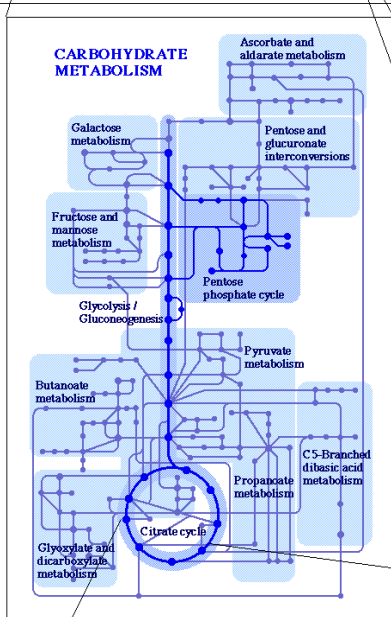 CARBOHYDRATE
METABOLISM
Ascorbate and
aldarate metabolism
Galactose
metabolism
Pentose and
glucuronate
interconversions
Fructose and
mannose
metabolism
Pentose
phosphate cycle
Glycolysis /
Gluconeogenesis
Pyruvate
metabolism
Butanoate
metabolism
C5-Branched
dibasic acid
metabolism
Propanoate
metabolism
Citrate cycle
Glyoxylate and
dicarboxylate
metabolism